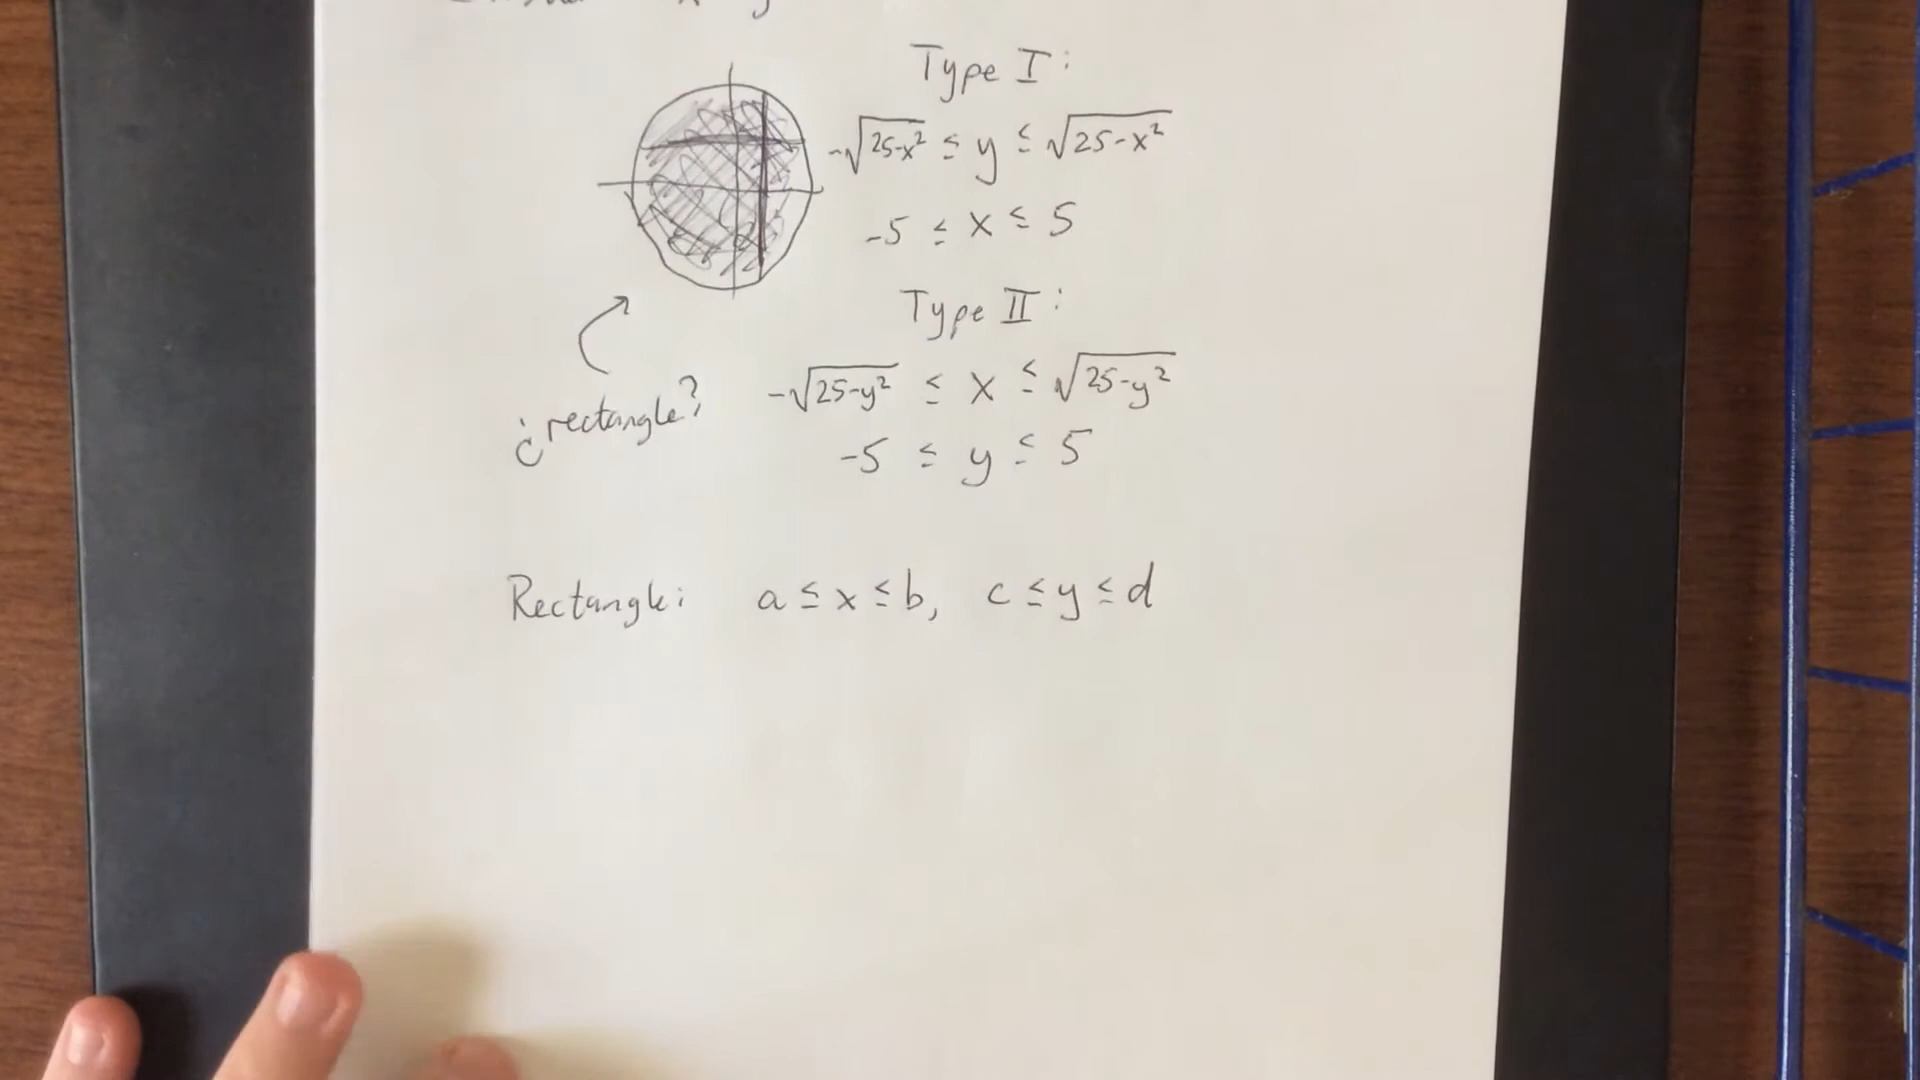 Type I:
-√25-x² ≤ y ≤ √25-x²
-5 ≤ x ≤ 5
Type II:
-√25-y² ≤ x ≤ √25-y²
-5 ≤ y ≤ 5
¿rectangle?
Rectangle: a ≤ x ≤ b, c ≤ y ≤ d